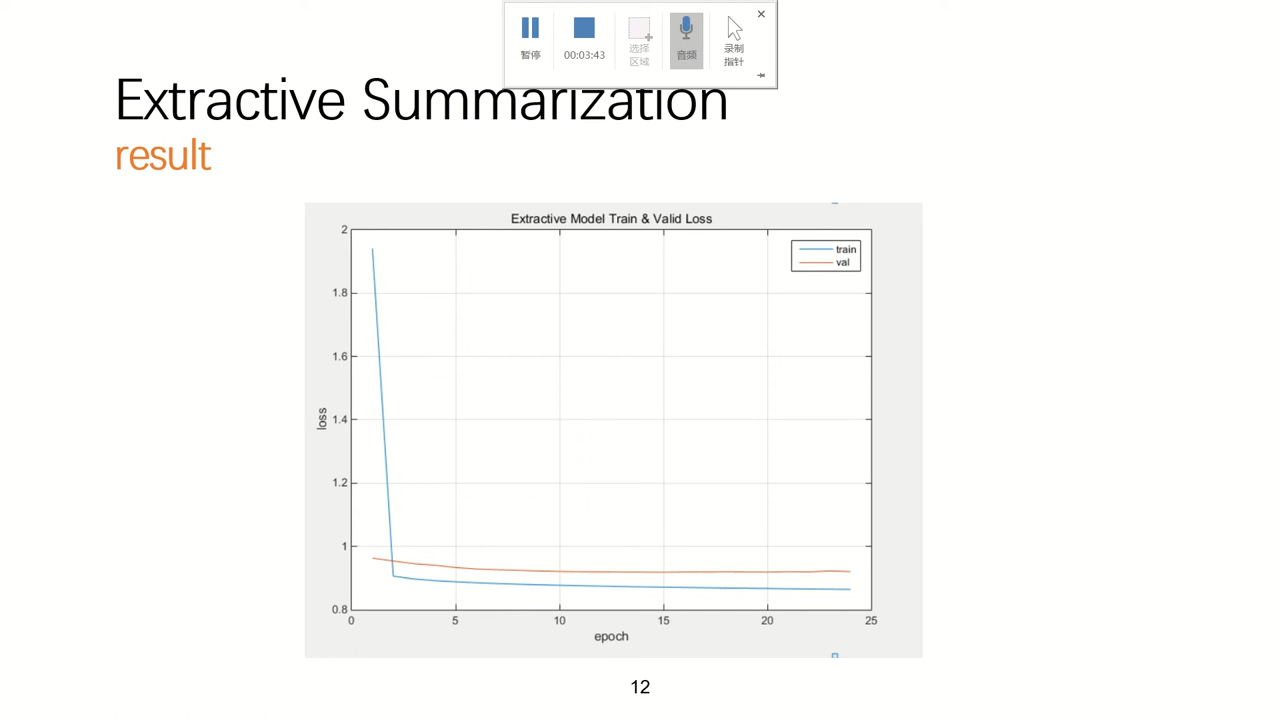 暂停
00:03:43
选择
区域
音频
录制
指针
Extractive Summarization
result
Extractive Model Train & Valid Loss
train
val
2
1.8
1.6
1.4
1.2
1
0.8
loss
0 5 10 15 20 25
epoch
12